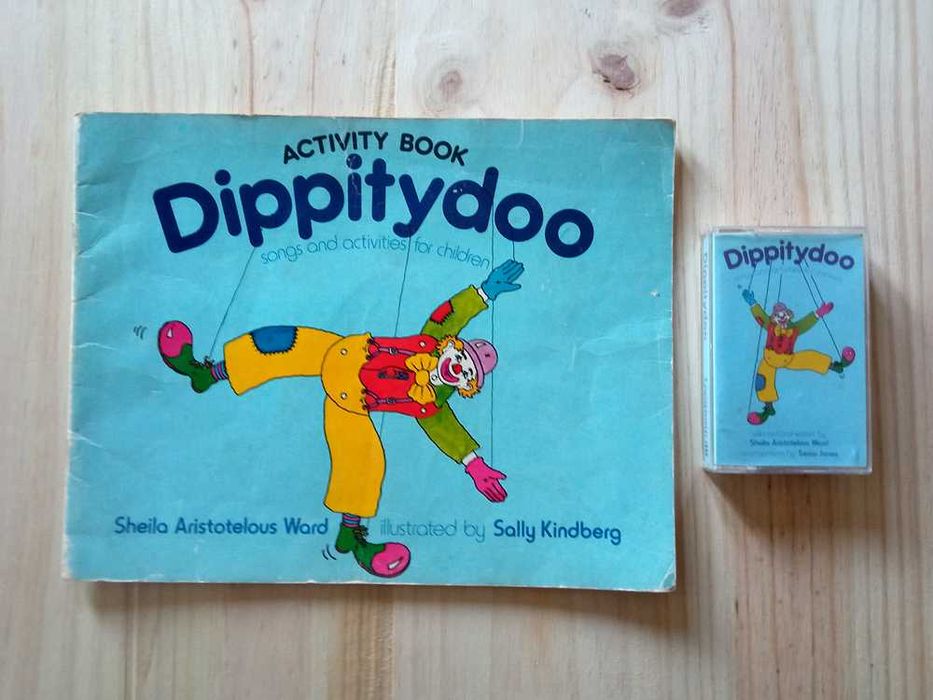 ACTIVITY BOOK
Dippitydoo
songs and activities for children
Sheila Aristotelous Ward illustrated by Sally Kindberg
Dippitydoo
Sheila Aristotelous Ward
Dippitydoo